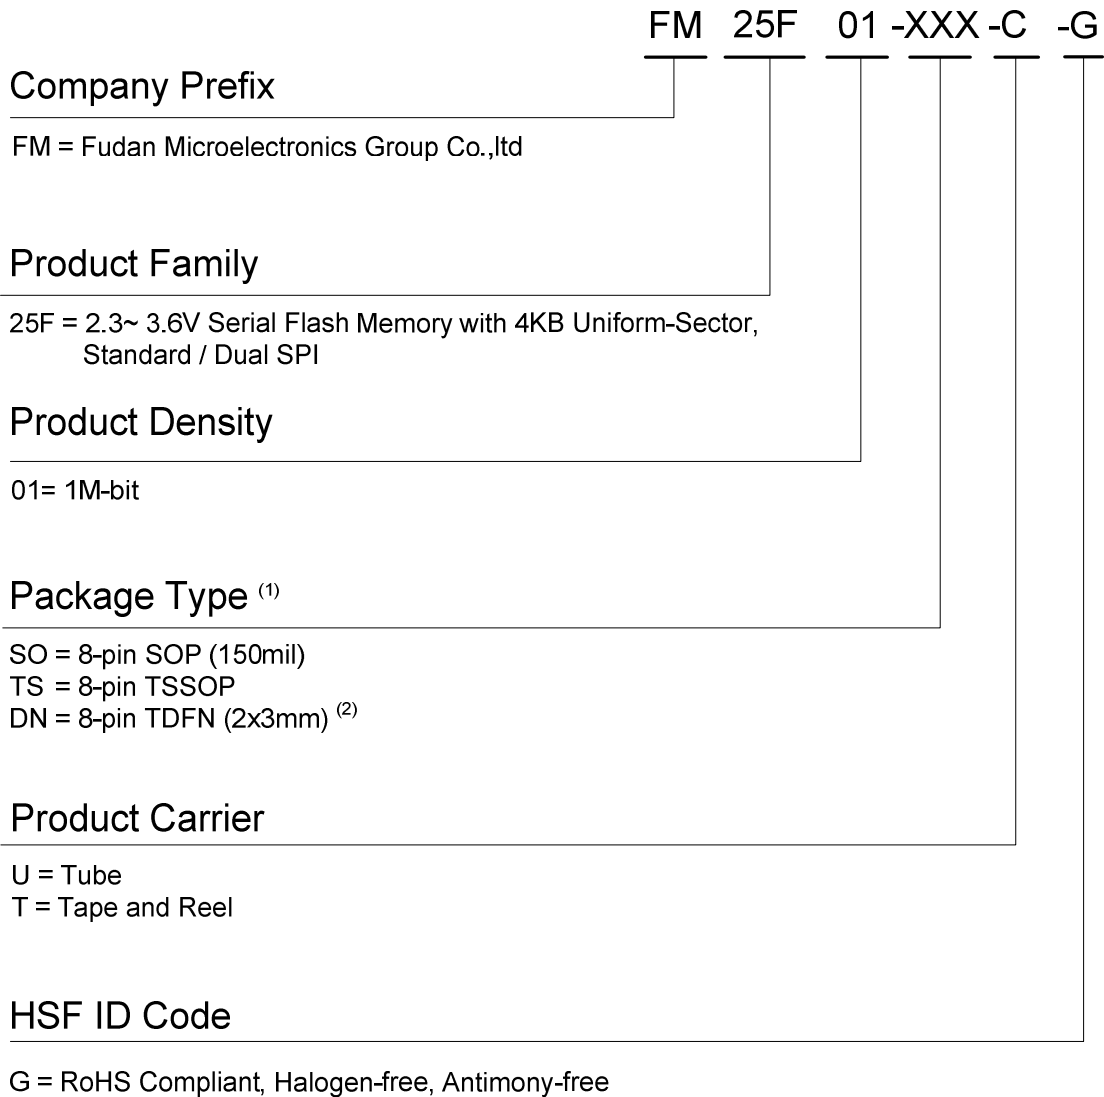 FM 25F 01 -XXX -C -G
Company Prefix
FM = Fudan Microelectronics Group Co.,ltd
Product Family
25F = 2.3~ 3.6V Serial Flash Memory with 4KB Uniform-Sector,
Standard / Dual SPI
Product Density
01= 1M-bit
Package Type (1)
SO = 8-pin SOP (150mil)
TS = 8-pin TSSOP
DN = 8-pin TDFN (2x3mm) (2)
Product Carrier
U = Tube
T = Tape and Reel
HSF ID Code
G = RoHS Compliant, Halogen-free, Antimony-free